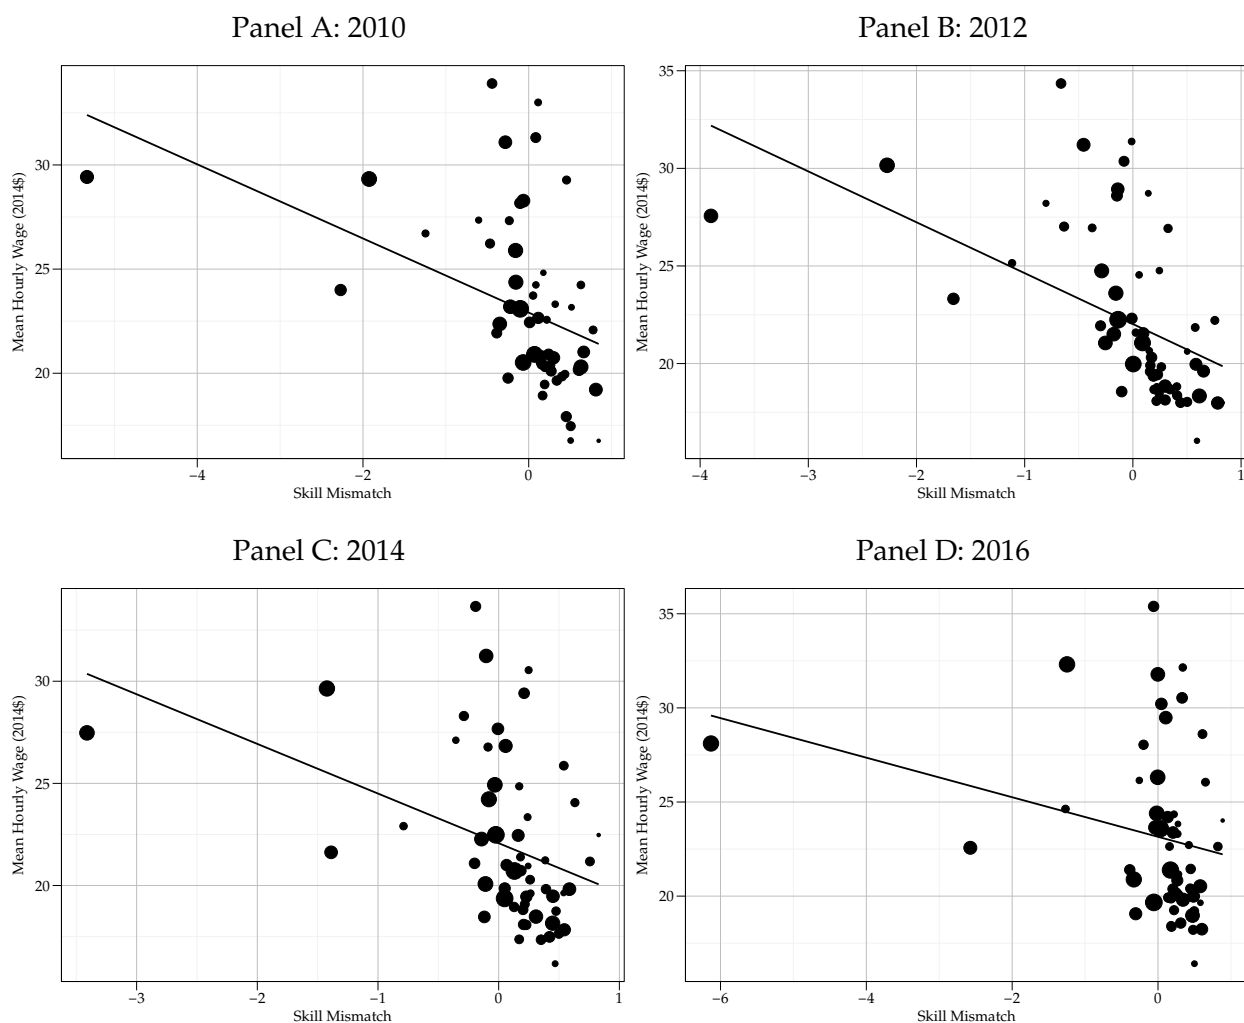 Panel A: 2010
Mean Hourly Wage (2014$)
30
25
20
−4
−2
0
Skill Mismatch
Panel B: 2012
Mean Hourly Wage (2014$)
35
30
25
20
−4
−3
−2
−1
0
1
Skill Mismatch
Panel C: 2014
Mean Hourly Wage (2014$)
30
25
20
−3
−2
−1
0
1
Skill Mismatch
Panel D: 2016
Mean Hourly Wage (2014$)
35
30
25
20
−6
−4
−2
0
Skill Mismatch